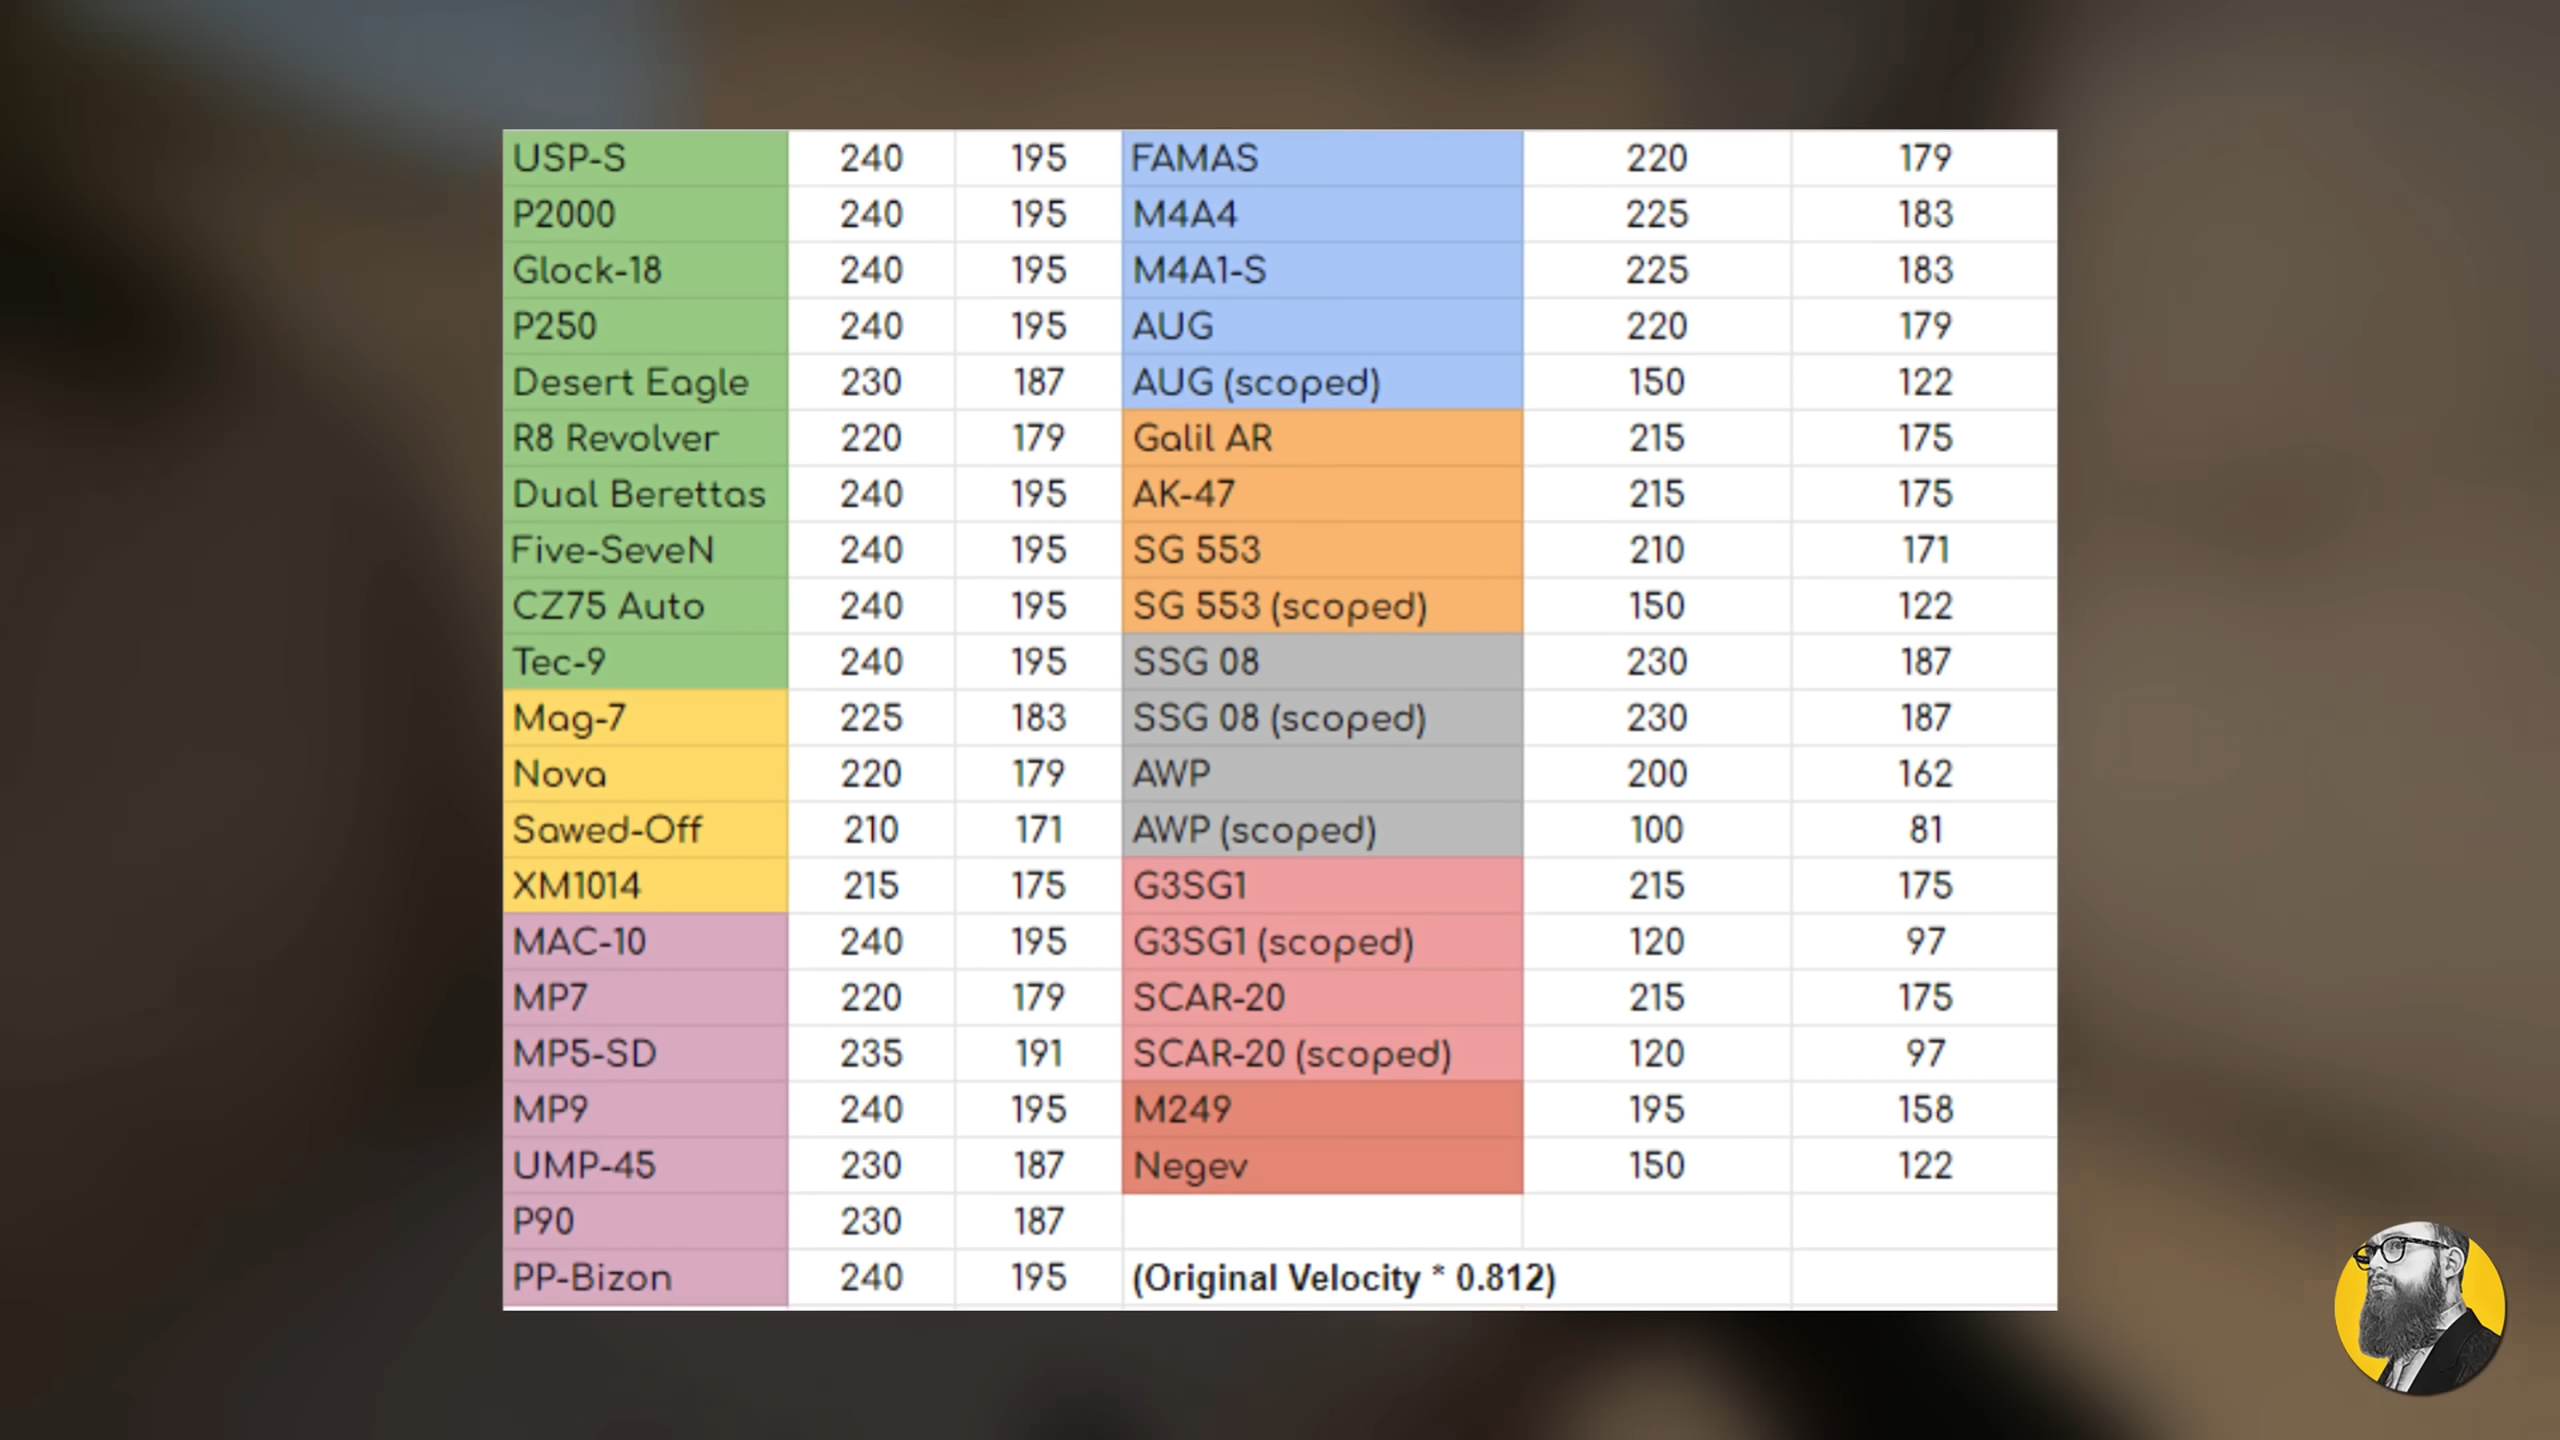 USP-S 240 195 FAMAS 220 179
P2000 240 195 M4A4 225 183
Glock-18 240 195 M4A1-S 225 183
P250 240 195 AUG 220 179
Desert Eagle 230 187 AUG (scoped) 150 122
R8 Revolver 220 179 Galil AR 215 175
Dual Berettas 240 195 AK-47 215 175
Five-SeveN 240 195 SG 553 210 171
CZ75 Auto 240 195 SG 553 (scoped) 150 122
Tec-9 240 195 SSG 08 230 187
Mag-7 225 183 SSG 08 (scoped) 230 187
Nova 220 179 AWP 200 162
Sawed-Off 210 171 AWP (scoped) 100 81
XM1014 215 175 G3SG1 215 175
MAC-10 240 195 G3SG1 (scoped) 120 97
MP7 220 179 SCAR-20 215 175
MP5-SD 235 191 SCAR-20 (scoped) 120 97
MP9 240 195 M249 195 158
UMP-45 230 187 Negev 150 122
P90 230 187
PP-Bizon 240 195 (Original Velocity * 0.812)